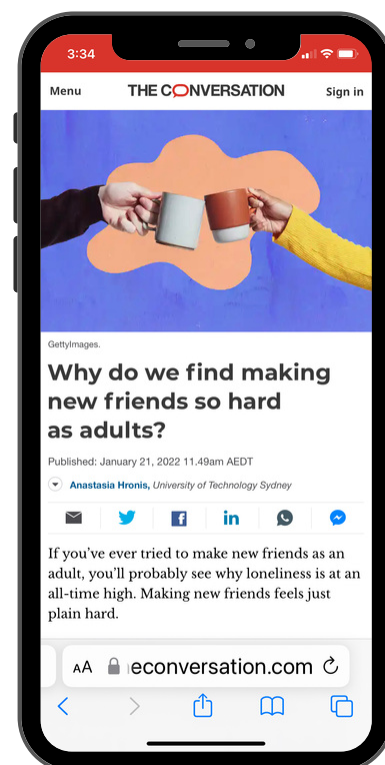 3:34
Menu
THE CONVERSATION
Sign in
GettyImages.
Why do we find making
new friends so hard
as adults?
Published: January 21, 2022 11.49am AEDT
Anastasia Hronis, University of Technology Sydney
If you’ve ever tried to make new friends as an
adult, you’ll probably see why loneliness is at an
all-time high. Making new friends feels just
plain hard.
AA
econversation.com